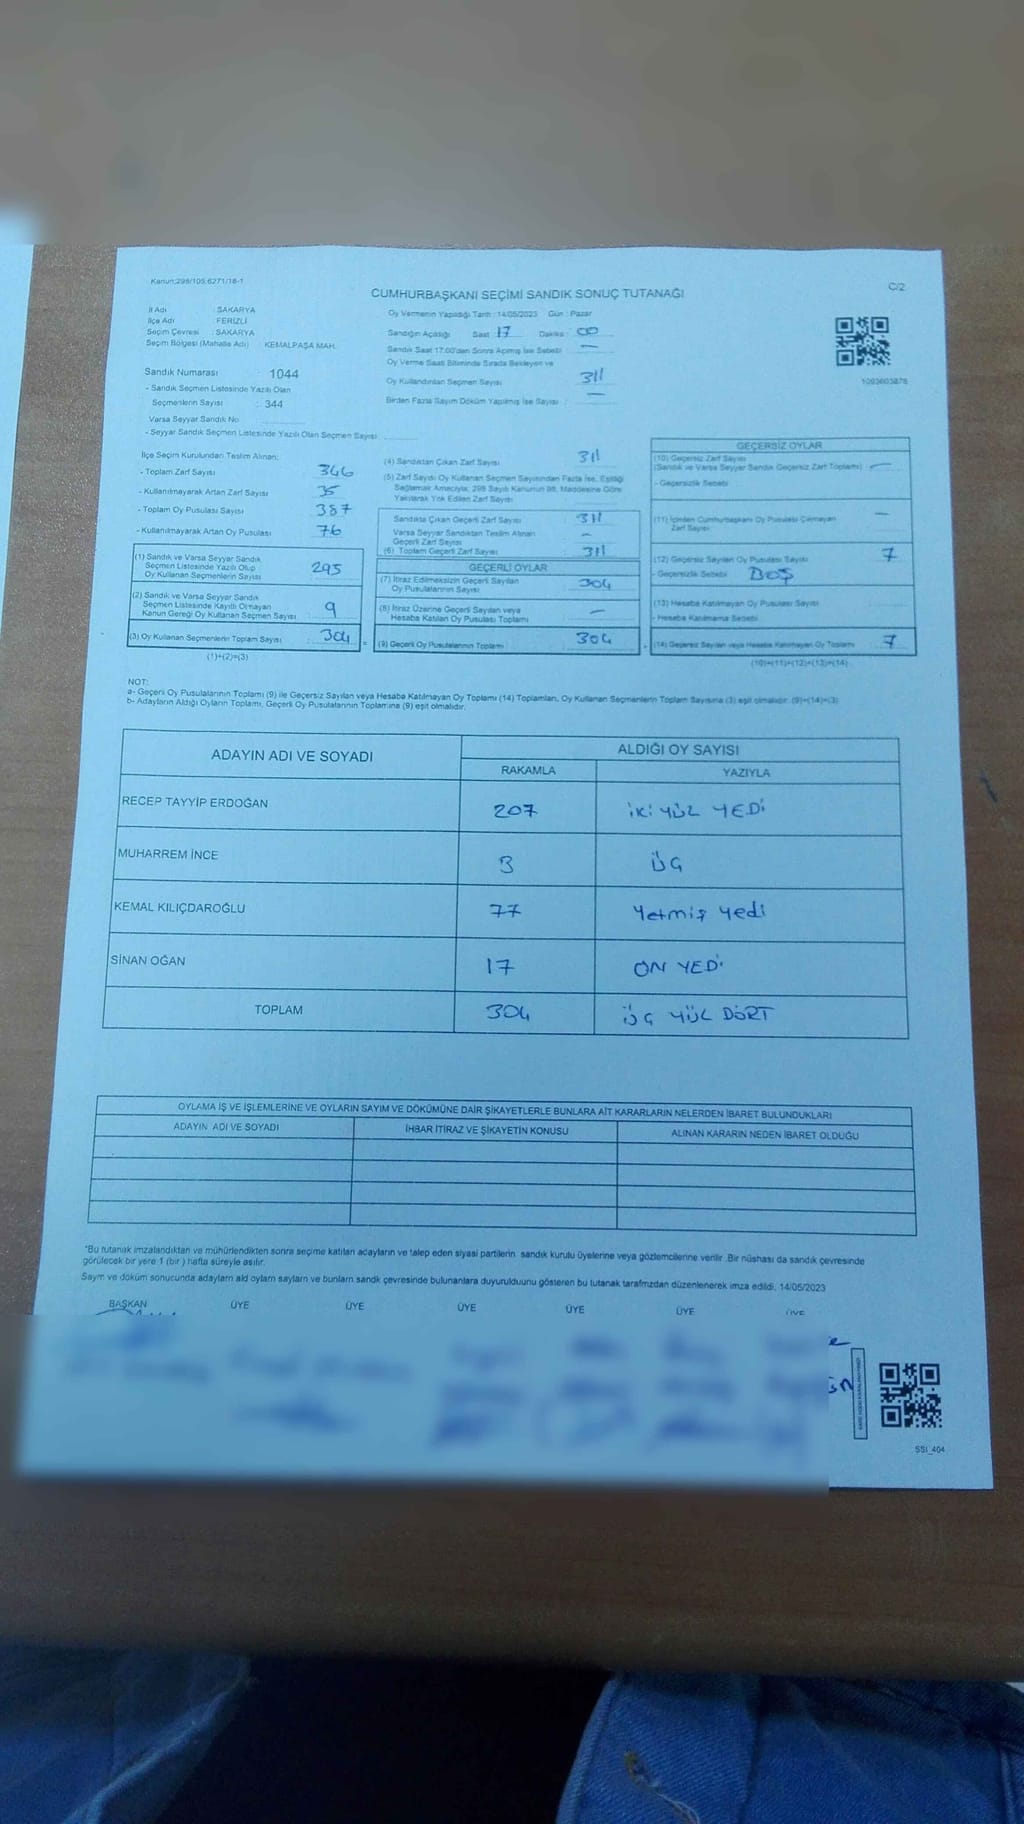 Kanun:298/105,6271/18-1
C/2
CUMHURBAŞKANI SEÇİMİ SANDIK SONUÇ TUTANAĞI
İl Adı : SAKARYA
İlçe Adı : FERİZLİ
Seçim Çevresi : SAKARYA
Seçim Bölgesi (Mahalle Adı) KEMALPAŞA MAH.
Sandık Numarası : 1044
- Sandık Seçmen Listesinde Yazılı Olan
Seçmenlerin Sayısı : 344
Varsa Seyyar Sandık No
- Seyyar Sandık Seçmen Listesinde Yazılı Olan Seçmen Sayısı
Oy Vermenin Yapıldığı Tarih : 14/05/2023 Gün : Pazar
Sandığın Açıldığı Saat 17 Dakika : 00
Sandık Saat 17:00'dan Sonra Açılmış İse Sebebi : —
Oy Verme Saati Bitiminde Sırada Bekleyen ve
Oy Kullandırılan Seçmen Sayısı 311
Birden Fazla Sayım Döküm Yapılmış İse Sayısı : —
1093603878
İlçe Seçim Kurulundan Teslim Alınan:
- Toplam Zarf Sayısı 346
- Kullanılmayarak Artan Zarf Sayısı 35
- Toplam Oy Pusulası Sayısı 387
- Kullanılmayarak Artan Oy Pusulası 76
(1) Sandık ve Varsa Seyyar Sandık
Seçmen Listesinde Yazılı Olup
Oy Kullanan Seçmenlerin Sayısı 295
(2) Sandık ve Varsa Seyyar Sandık
Seçmen Listesinde Kayıtlı Olmayan
Kanun Gereği Oy Kullanan Seçmen Sayısı 9
(3) Oy Kullanan Seçmenlerin Toplam Sayısı 304 =
(1)+(2)=(3)
(4) Sandıktan Çıkan Zarf Sayısı 311
(5) Zarf Sayısı Oy Kullanan Seçmen Sayısından Fazla İse, Eşitliği
Sağlamak Amacıyla, 298 Sayılı Kanunun 98. Maddesine Göre
Yakılarak Yok Edilen Zarf Sayısı
Sandıkta Çıkan Geçerli Zarf Sayısı 311
Varsa Seyyar Sandıktan Teslim Alınan
Geçerli Zarf Sayısı —
(6) Toplam Geçerli Zarf Sayısı 311
GEÇERLİ OYLAR
(7) İtiraz Edilmeksizin Geçerli Sayılan
Oy Pusulalarının Sayısı 304
(8) İtiraz Üzerine Geçerli Sayılan veya
Hesaba Katılan Oy Pusulası Toplamı —
(9) Geçerli Oy Pusulalarının Toplamı 304 +
GEÇERSİZ OYLAR
(10) Geçersiz Zarf Sayısı
(Sandık ve Varsa Seyyar Sandık Geçersiz Zarf Toplamı) —
- Geçersizlik Sebebi
(11) İçinden Cumhurbaşkanı Oy Pusulası Çıkmayan
Zarf Sayısı —
(12) Geçersiz Sayılan Oy Pusulası Sayısı 7
- Geçersizlik Sebebi BOŞ
(13) Hesaba Katılmayan Oy Pusulası Sayısı
- Hesaba Katılmama Sebebi
(14) Geçersiz Sayılan veya Hesaba Katılmayan Oy Toplamı 7
(10)+(11)+(12)+(13)=(14)
NOT:
a- Geçerli Oy Pusulalarının Toplamı (9) ile Geçersiz Sayılan veya Hesaba Katılmayan Oy Toplamı (14) Toplamları, Oy Kullanan Seçmenlerin Toplam Sayısına (3) eşit olmalıdır. (9)+(14)=(3)
b- Adayların Aldığı Oyların Toplamı, Geçerli Oy Pusulalarının Toplamına (9) eşit olmalıdır.
ADAYIN ADI VE SOYADI ALDIĞI OY SAYISI
RAKAMLA YAZIYLA
RECEP TAYYİP ERDOĞAN 207 İKİ YÜZ YEDİ
MUHARREM İNCE 3 ÜÇ
KEMAL KILIÇDAROĞLU 77 Yetmiş Yedi
SİNAN OĞAN 17 ON YEDİ
TOPLAM 304 ÜÇ YÜZ DÖRT
OYLAMA İŞ VE İŞLEMLERİNE VE OYLARIN SAYIM VE DÖKÜMÜNE DAİR ŞİKAYETLERLE BUNLARA AİT KARARLARIN NELERDEN İBARET BULUNDUKLARI
ADAYIN ADI VE SOYADI İHBAR İTİRAZ VE ŞİKAYETİN KONUSU ALINAN KARARIN NEDEN İBARET OLDUĞU
*Bu tutanak imzalandıktan ve mühürlendikten sonra seçime katılan adayların ve talep eden siyasi partilerin sandık kurulu üyelerine veya gözlemcilerine verilir. Bir nüshası da sandık çevresinde
görülecek bir yere 1 (bir ) hafta süreyle asılır.
Sayım ve döküm sonucunda adayların ald oyların sayıların ve bunların sandik çevresinde bulunanlara duyurulduunu gösteren bu tutanak tarafmzdan düzenlenerek imza edildi. 14/05/2023
BAŞKAN ÜYE ÜYE ÜYE ÜYE ÜYE ÜYE
SSI_404